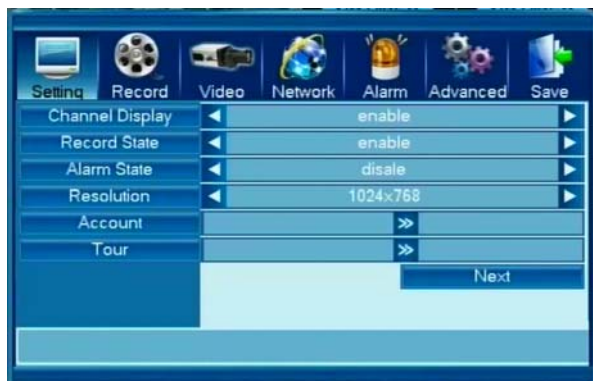 Setting Record Video Network Alarm Advanced Save
Channel Display enable
Record State enable
Alarm State disale
Resolution 1024×768
Account
Tour
Next